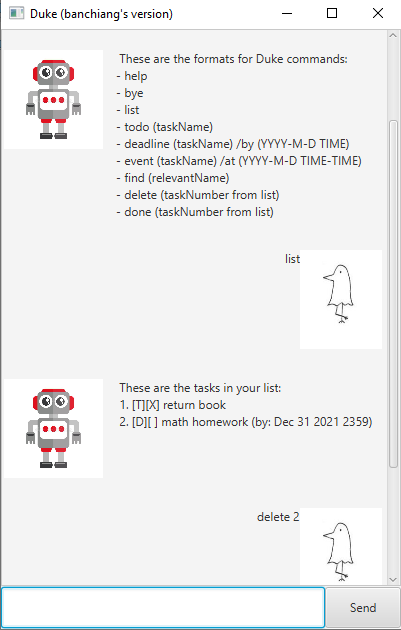 Duke (banchiang's version)
These are the formats for Duke commands:
- help
- bye
- list
- todo (taskName)
- deadline (taskName) /by (YYYY-M-D TIME)
- event (taskName) /at (YYYY-M-D TIME-TIME)
- find (relevantName)
- delete (taskNumber from list)
- done (taskNumber from list)
list
These are the tasks in your list:
1. [T][X] return book
2. [D][ ] math homework (by: Dec 31 2021 2359)
delete 2
Send